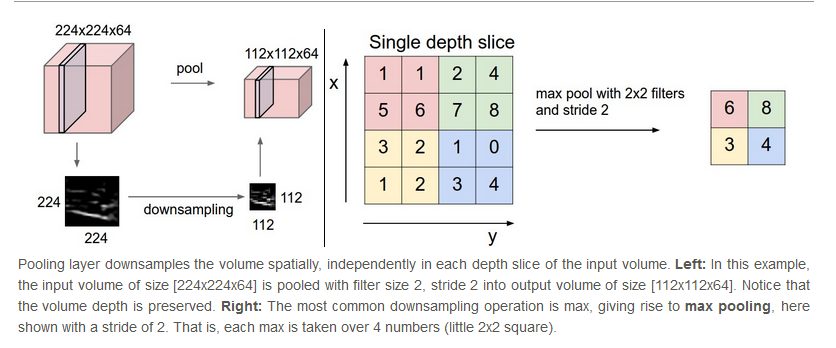 224x224x64
pool
112x112x64
224
224
downsampling
112
112
Single depth slice
x
1 1 2 4
5 6 7 8
3 2 1 0
1 2 3 4
y
max pool with 2x2 filters
and stride 2
6 8
3 4
Pooling layer downsamples the volume spatially, independently in each depth slice of the input volume. Left: In this example,
the input volume of size [224x224x64] is pooled with filter size 2, stride 2 into output volume of size [112x112x64]. Notice that
the volume depth is preserved. Right: The most common downsampling operation is max, giving rise to max pooling, here
shown with a stride of 2. That is, each max is taken over 4 numbers (little 2x2 square).